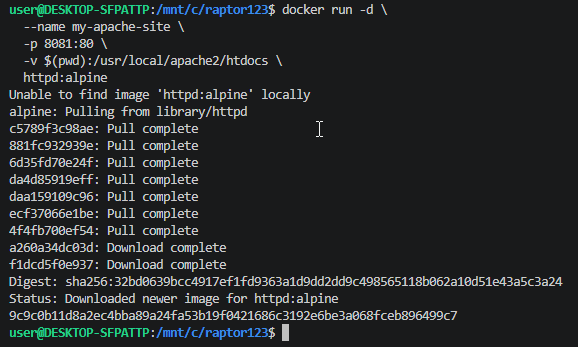 user@DESKTOP-SFPATTP:/mnt/c/raptor123$ docker run -d \
  --name my-apache-site \
  -p 8081:80 \
  -v $(pwd):/usr/local/apache2/htdocs \
  httpd:alpine
Unable to find image 'httpd:alpine' locally
alpine: Pulling from library/httpd
c5789f3c98ae: Pull complete
881fc932939e: Pull complete
6d35fd70e24f: Pull complete
da4d85919eff: Pull complete
daa159109c96: Pull complete
ecf37066e1be: Pull complete
4f4fb700ef54: Pull complete
a260a34dc03d: Download complete
f1dcd5f0e937: Download complete
Digest: sha256:32bd0639bcc4917ef1fd9363a1d9dd2dd9c498565118b062a10d51e43a5c3a24
Status: Downloaded newer image for httpd:alpine
9c9c0b11d8a2ec4bba89a24fa53b19f0421686c3192e6be3a068fceb896499c7
user@DESKTOP-SFPATTP:/mnt/c/raptor123$